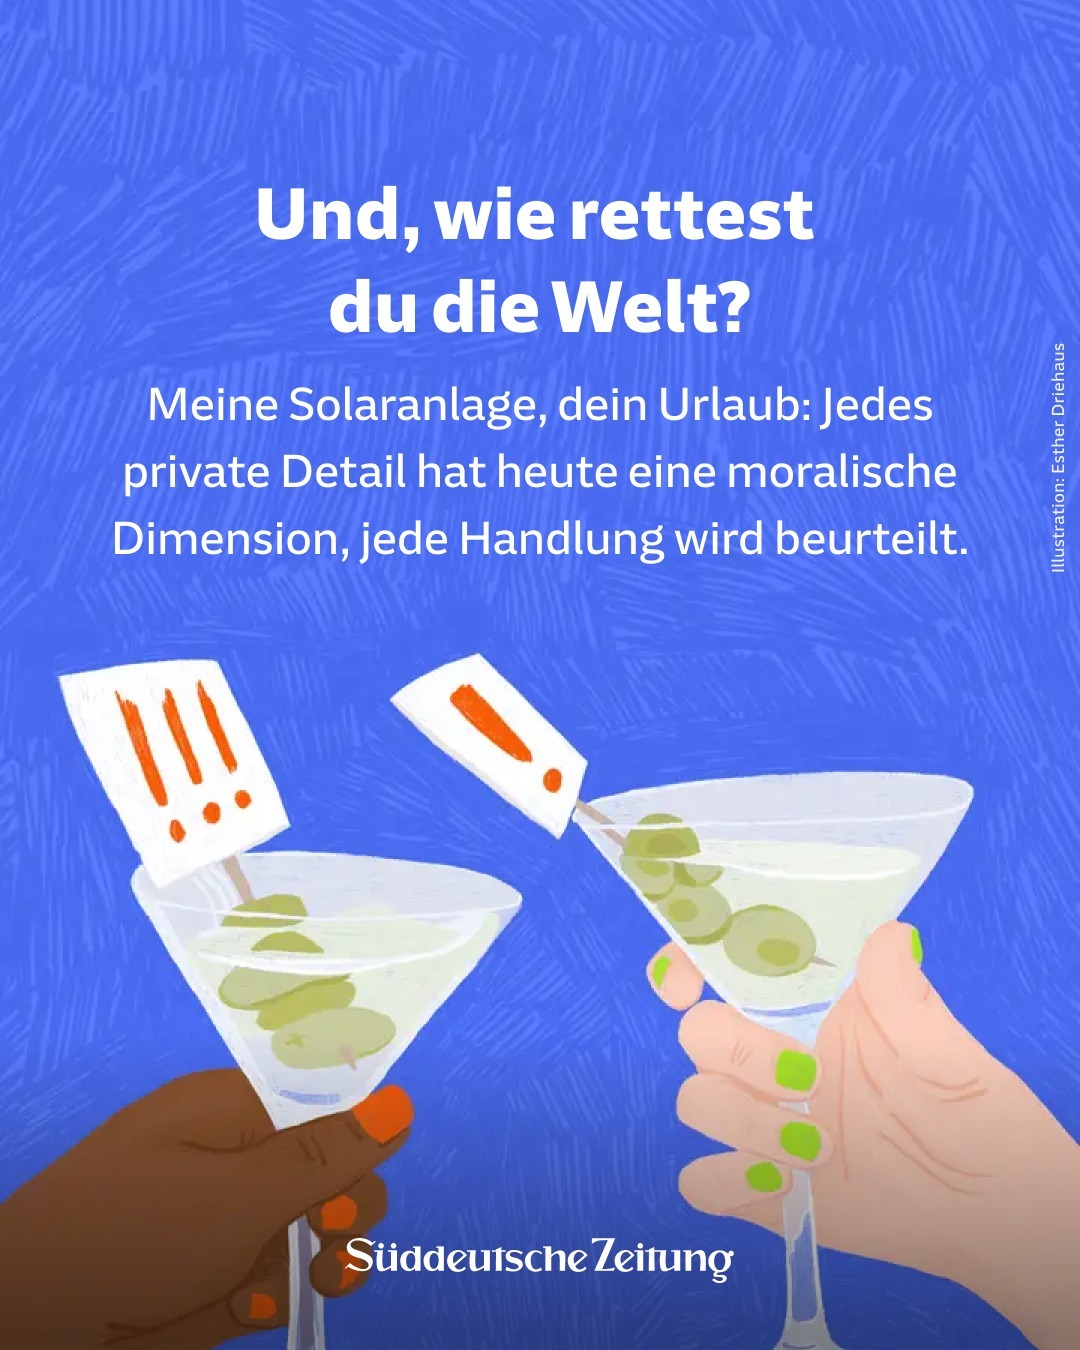 Und, wie rettest
du die Welt?
Meine Solaranlage, dein Urlaub: Jedes
private Detail hat heute eine moralische
Dimension, jede Handlung wird beurteilt.
Illustration: Esther Driehaus
!!!
!
Süddeutsche Zeitung